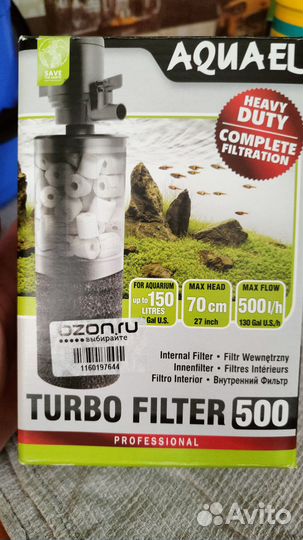 SAVE
AQUAEL
HEAVY
DUTY
COMPLETE
FILTRATION
FOR AQUARIUM
up to 150
LITRES
Gal U.S.
MAX HEAD
70 cm
27 inch
MAX FLOW
500 l/h
130 Gal U.S./h
ozon.ru
выбирайте
1160197644
Internal Filter • Filtr Wewnętrzny
Innenfilter • Filtres Intérieurs
Filtro Interior • Внутренний Фильтр
TURBO FILTER 500
PROFESSIONAL
Avito